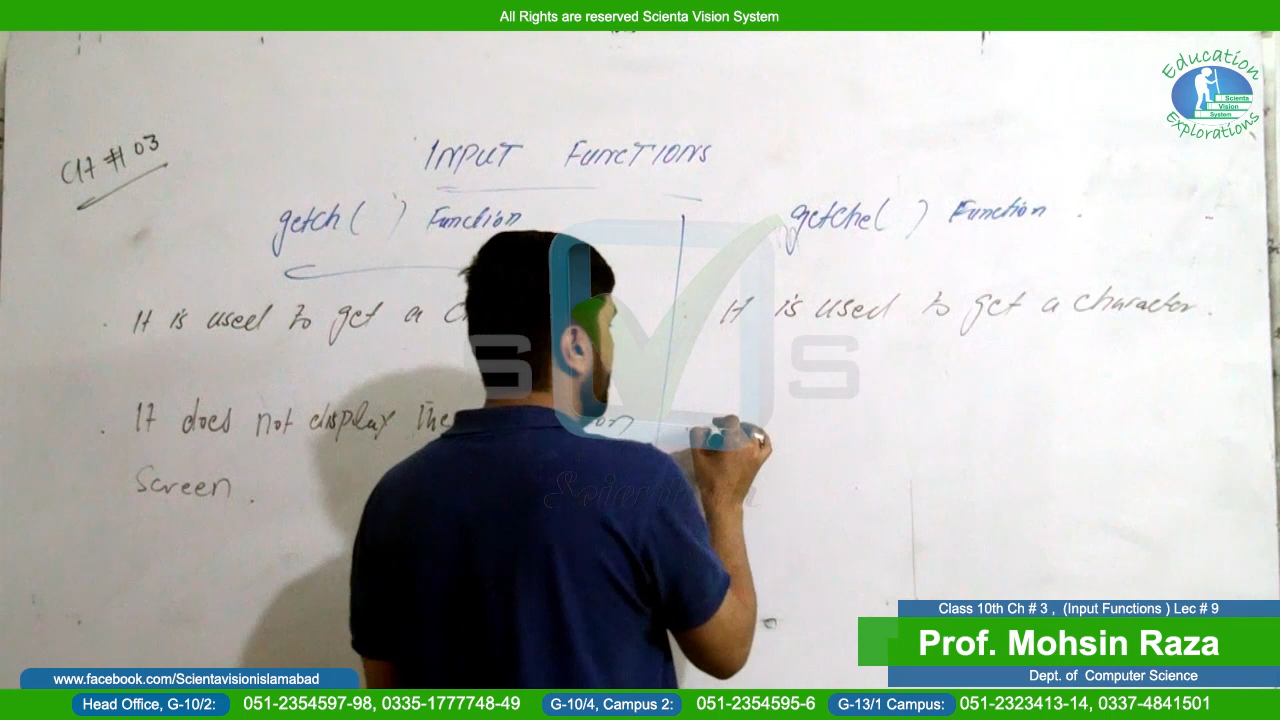 All Rights are reserved Scienta Vision System
Education
Scienta
Vision
System
Explorations
CH # 03
INPUT FUNCTIONS
getch( ) Function
getche( ) Function
It is used to get a
It is used to get a character.
It does not display the on
Screen.
S S
Class 10th Ch # 3 , (Input Functions ) Lec # 9
Prof. Mohsin Raza
Dept. of Computer Science
www.facebook.com/Scientavisionislamabad
Head Office, G-10/2: 051-2354597-98, 0335-1777748-49 G-10/4, Campus 2: 051-2354595-6 G-13/1 Campus: 051-2323413-14, 0337-4841501